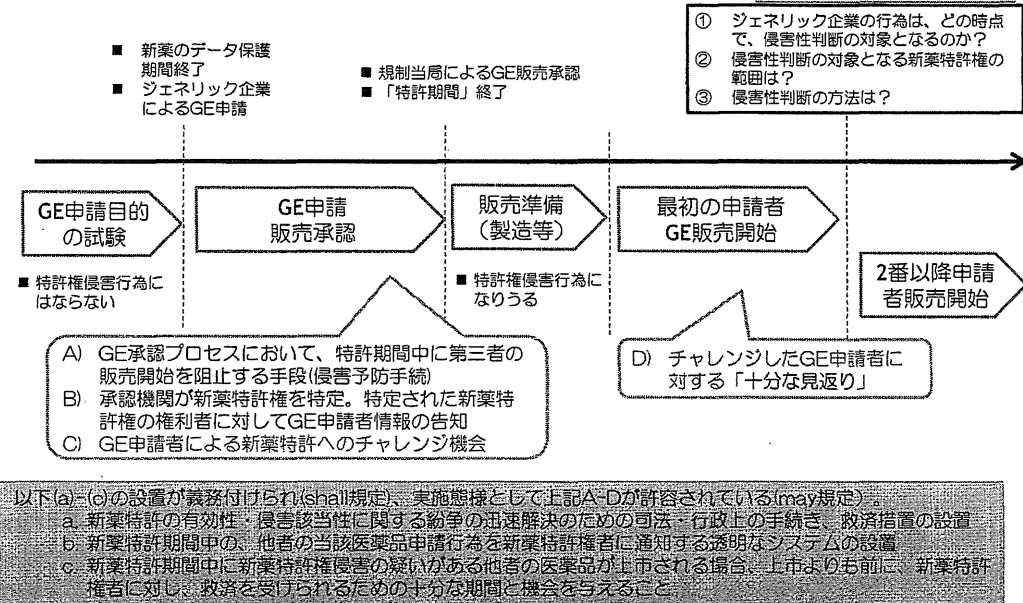 ① ジェネリック企業の行為は、どの時点
で、侵害性判断の対象となるのか？
② 侵害性判断の対象となる新薬特許権の
範囲は？
③ 侵害性判断の方法は？
■ 新薬のデータ保護
期間終了
■ ジェネリック企業
によるGE申請
■ 規制当局によるGE販売承認
■ 「特許期間」終了
GE申請目的
の試験
GE申請
販売承認
販売準備
（製造等）
最初の申請者
GE販売開始
2番以降申請
者販売開始
■ 特許権侵害行為に
はならない
■ 特許権侵害行為に
なりうる
A) GE承認プロセスにおいて、特許期間中に第三者の
販売開始を阻止する手段(侵害予防手続)
B) 承認機関が新薬特許権を特定。特定された新薬特
許権の権利者に対してGE申請者情報の告知
C) GE申請者による新薬特許へのチャレンジ機会
D) チャレンジしたGE申請者に
対する「十分な見返り」
以下(a)-(c)の設置が義務付けられ(shall規定)、実施態様として上記A-Dが許容されている(may規定）。
a. 新薬特許の有効性・侵害該当性に関する紛争の迅速解決のための司法・行政上の手続き、救済措置の設置
b. 新薬特許期間中の、他者の当該医薬品申請行為を新薬特許権者に通知する透明なシステムの設置
c. 新薬特許期間中に新薬特許権侵害の疑いがある他者の医薬品が上市される場合、上市よりも前に、新薬特許
権者に対し、救済を受けられるための十分な期間と機会を与えること